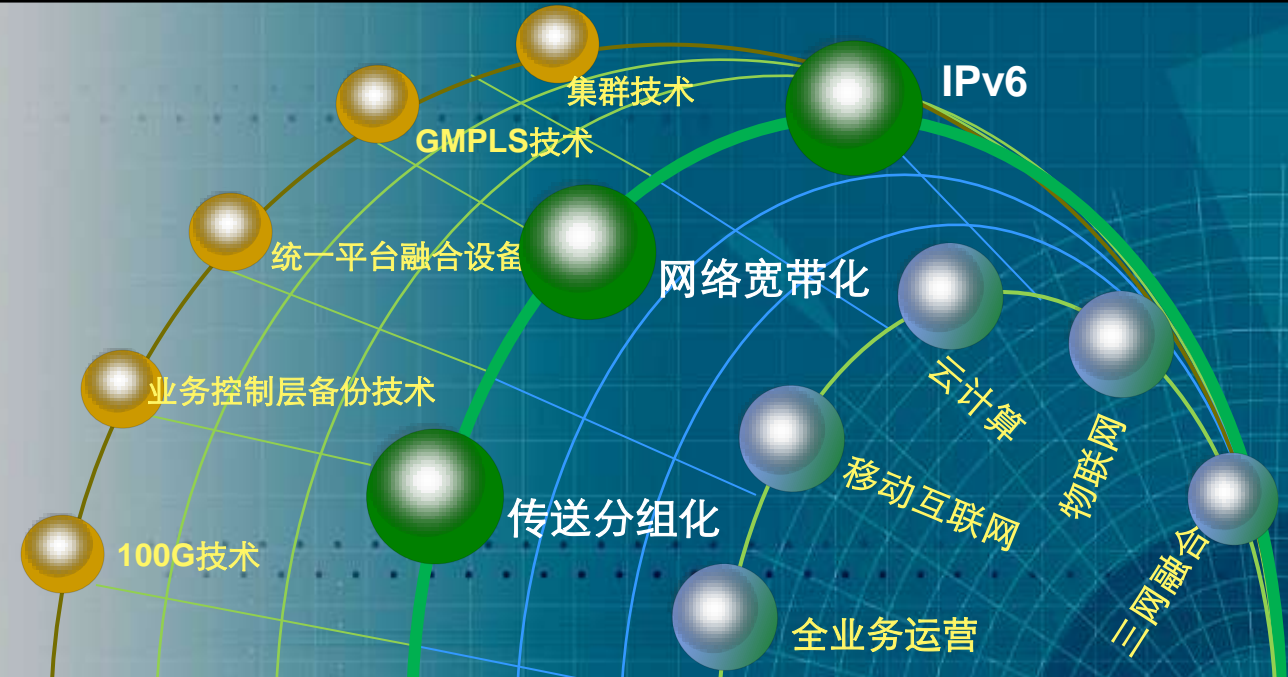 集群技术
IPv6
GMPLS技术
统一平台融合设备
网络宽带化
业务控制层备份技术
云计算
物联网
移动互联网
传送分组化
100G技术
三网融合
全业务运营